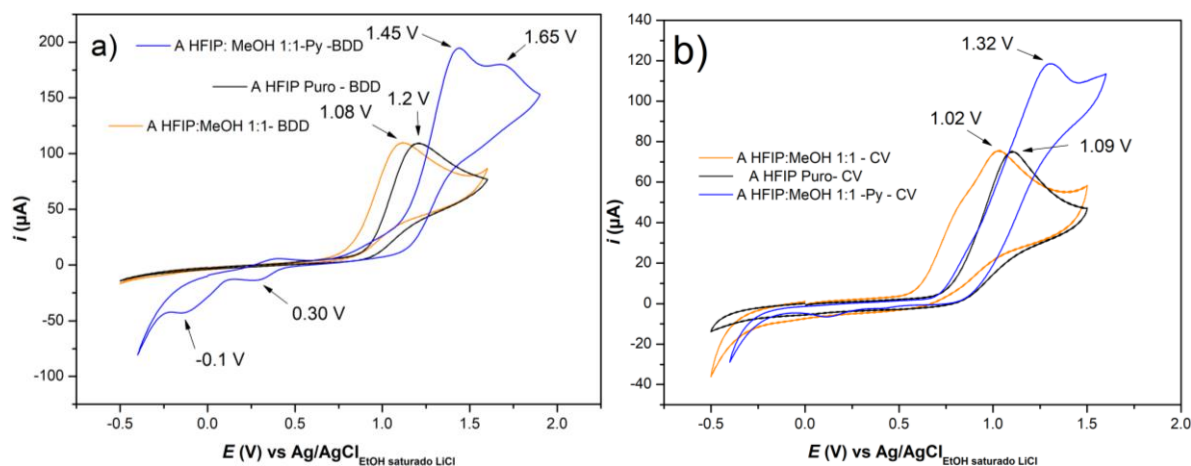 a)
A HFIP: MeOH 1:1-Py -BDD
A HFIP Puro - BDD
A HFIP:MeOH 1:1- BDD
1.45 V
1.65 V
1.08 V
1.2 V
0.30 V
-0.1 V
200
150
100
50
0
-50
-100
i (µA)
-0.5
0.0
0.5
1.0
1.5
2.0
E (V) vs Ag/AgCl EtOH saturado LiCl
b)
1.32 V
1.02 V
1.09 V
A HFIP:MeOH 1:1 - CV
A HFIP Puro- CV
A HFIP:MeOH 1:1 -Py - CV
140
120
100
80
60
40
20
0
20
40
i (µA)
-0.5
0.0
0.5
1.0
1.5
2.0
E (V) vs Ag/AgCl EtOH saturado LiCl